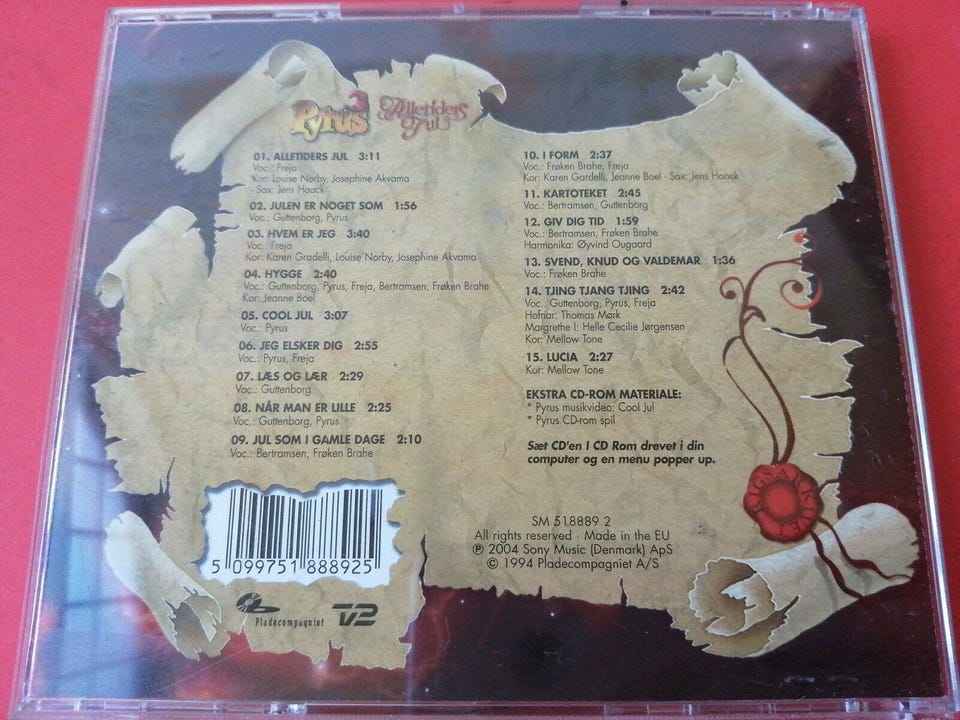 Pyrus
Alletiders
Jul
01. ALLETIDERS JUL 3:11
Voc.: Freja
Kor: Louise Norby, Josephine Akvama
- Sax: Jens Haack
02. JULEN ER NOGET SOM 1:56
Voc.: Guttenborg, Pyrus
03. HVEM ER JEG 3:40
Voc.: Freja
Kor: Karen Gradelli, Louise Norby, Josephine Akvama
04. HYGGE 2:40
Voc.: Guttenborg, Pyrus, Freja, Bertramsen, Frøken Brahe
Kor: Jeanne Boel
05. COOL JUL 3:07
Voc.: Pyrus
06. JEG ELSKER DIG 2:55
Voc.: Pyrus, Freja
07. LÆS OG LÆR 2:29
Voc.: Guttenborg
08. NÅR MAN ER LILLE 2:25
Voc.: Guttenborg, Pyrus
09. JUL SOM I GAMLE DAGE 2:10
Voc.: Bertramsen, Frøken Brahe
10. I FORM 2:37
Voc.: Frøken Brahe, Freja
Kor: Karen Gardelli, Jeanne Boel - Sax: Jens Haack
11. KARTOTEKET 2:45
Voc.: Bertramsen, Guttenborg
12. GIV DIG TID 1:59
Voc.: Bertramsen, Frøken Brahe
Harmonika: Øyvind Ougaard
13. SVEND, KNUD OG VALDEMAR 1:36
Voc.: Frøken Brahe
14. TJING TJANG TJING 2:42
Voc.: Guttenborg, Pyrus, Freja
Hofnar: Thomas Mørk
Margrethe I: Helle Cecilie Jørgensen
Kor: Mellow Tone
15. LUCIA 2:27
Kor: Mellow Tone
EKSTRA CD-ROM MATERIALE:
* Pyrus musikvideo: Cool Jul
* Pyrus CD-rom spil
Sæt CD'en I CD Rom drevet i din
computer og en menu popper up.
RIGSARKIVET
SM 518889 2
All rights reserved · Made in the EU
℗ 2004 Sony Music (Denmark) ApS
© 1994 Pladecompagniet A/S
5 099751 888925
Pladecompagniet
TV2